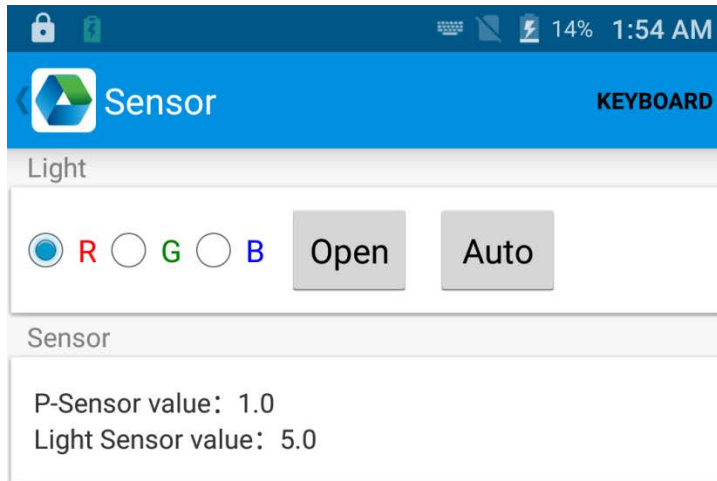 14% 1:54 AM
Sensor KEYBOARD
Light
R G B Open Auto
Sensor
P-Sensor value：1.0
Light Sensor value：5.0